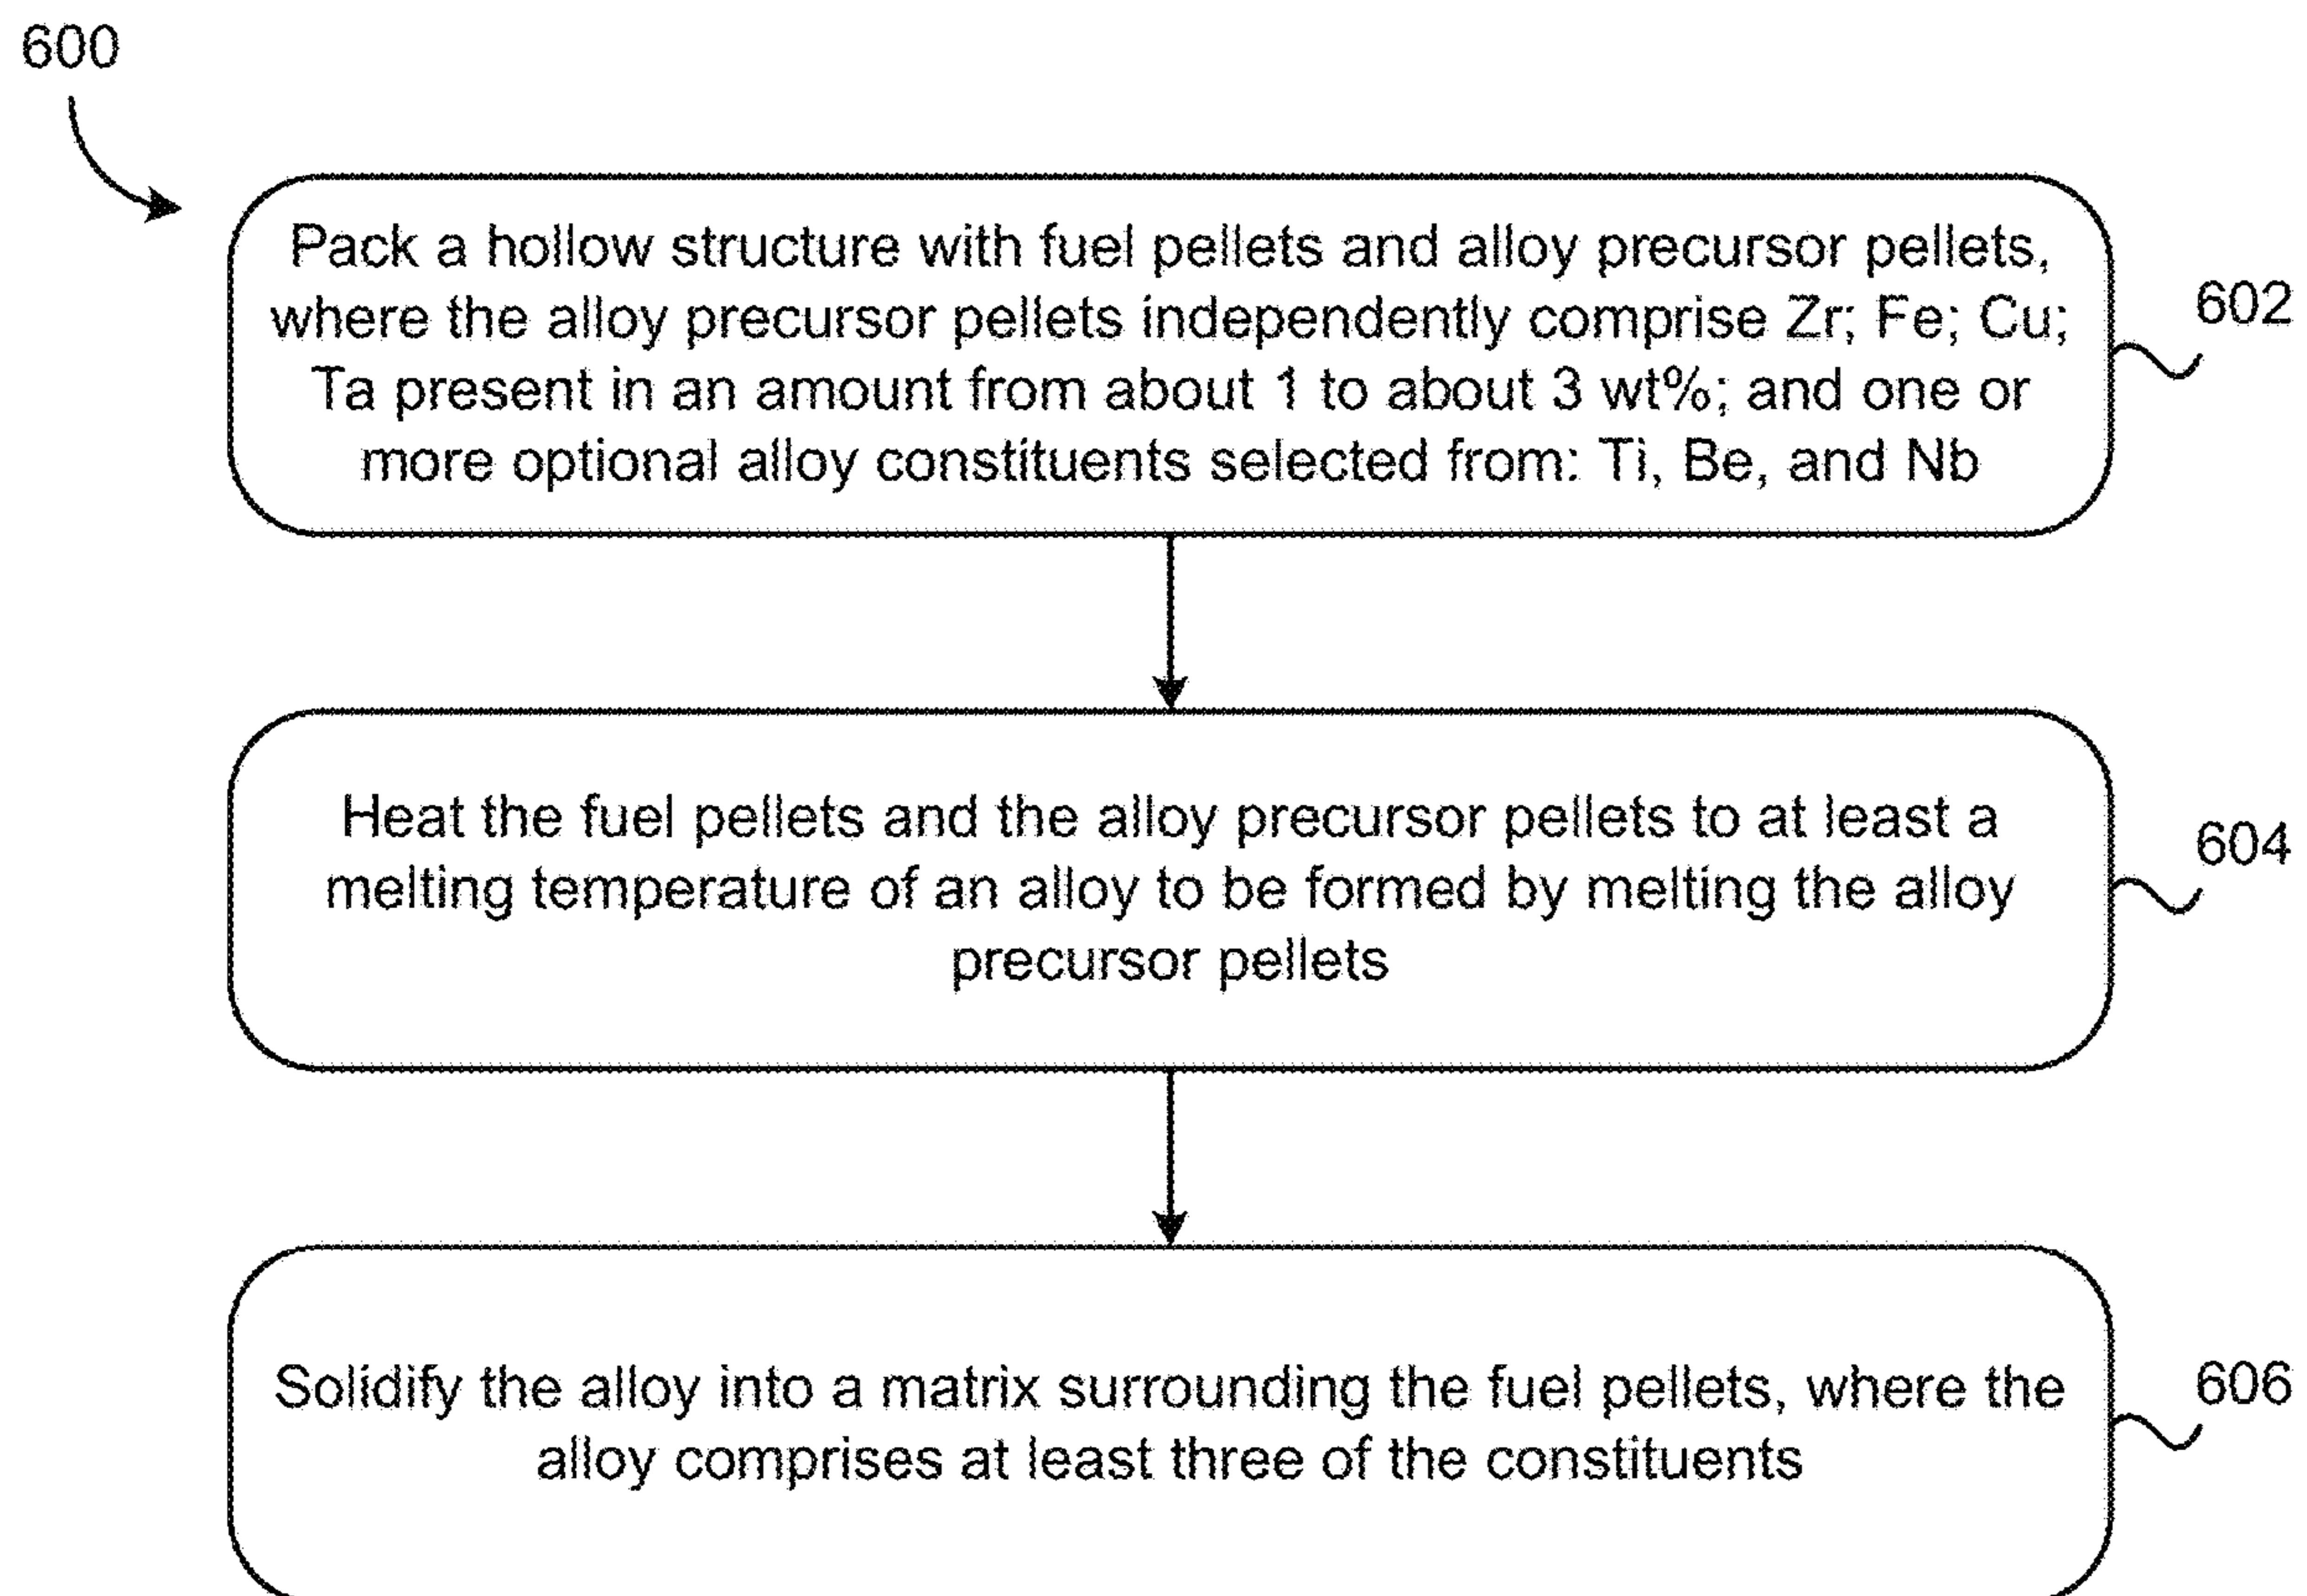 600
Pack a hollow structure with fuel pellets and alloy precursor pellets,
where the alloy precursor pellets independently comprise Zr; Fe; Cu;
Ta present in an amount from about 1 to about 3 wt%; and one or
more optional alloy constituents selected from: Ti, Be, and Nb
602
Heat the fuel pellets and the alloy precursor pellets to at least a
melting temperature of an alloy to be formed by melting the alloy
precursor pellets
604
Solidify the alloy into a matrix surrounding the fuel pellets, where the
alloy comprises at least three of the constituents
606